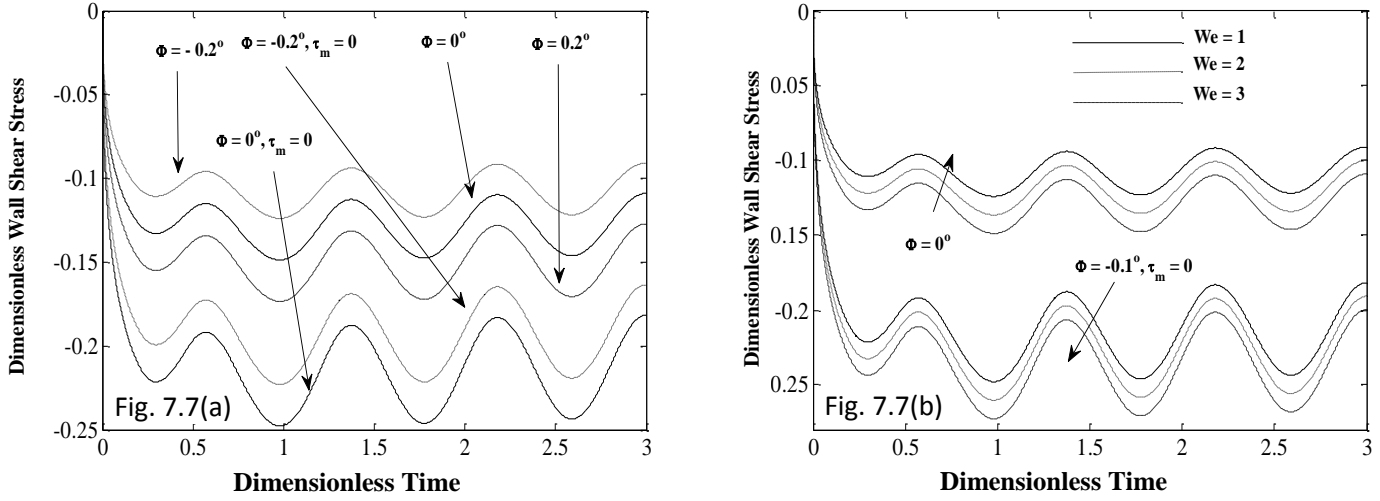 0
-0.05
-0.1
-0.15
-0.2
-0.25
Dimensionless Wall Shear Stress
Φ = - 0.2°
Φ = -0.2°, τm = 0
Φ = 0°
Φ = 0.2°
Φ = 0°, τm = 0
Fig. 7.7(a)
0 0.5 1 1.5 2 2.5 3
Dimensionless Time
0
0.05
-0.1
0.15
-0.2
0.25
Dimensionless Wall Shear Stress
We = 1
We = 2
We = 3
Φ = 0°
Φ = -0.1°, τm = 0
Fig. 7.7(b)
0 0.5 1 1.5 2 2.5 3
Dimensionless Time